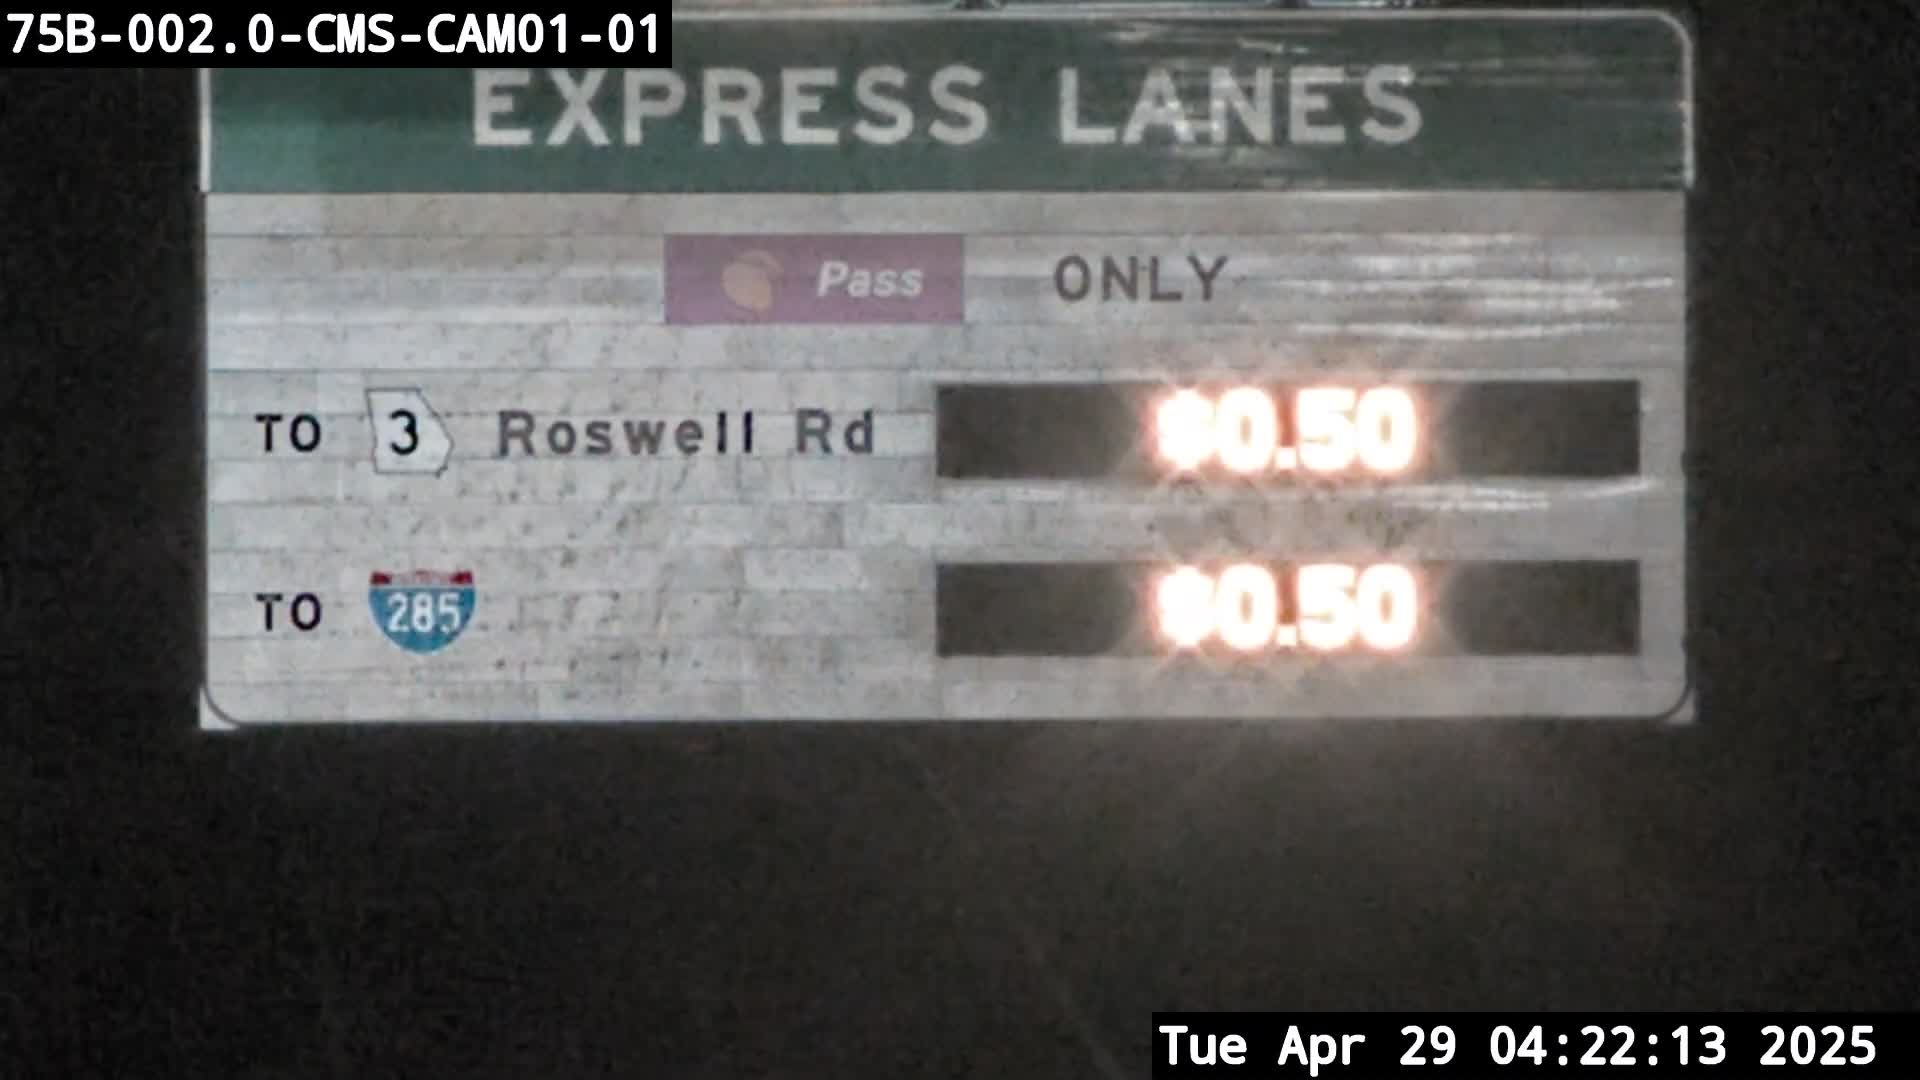 75B-002.0-CMS-CAM01-01
EXPRESS LANES
Pass ONLY
TO 3 Roswell Rd $0.50
TO 285 $0.50
Tue Apr 29 04:22:13 2025